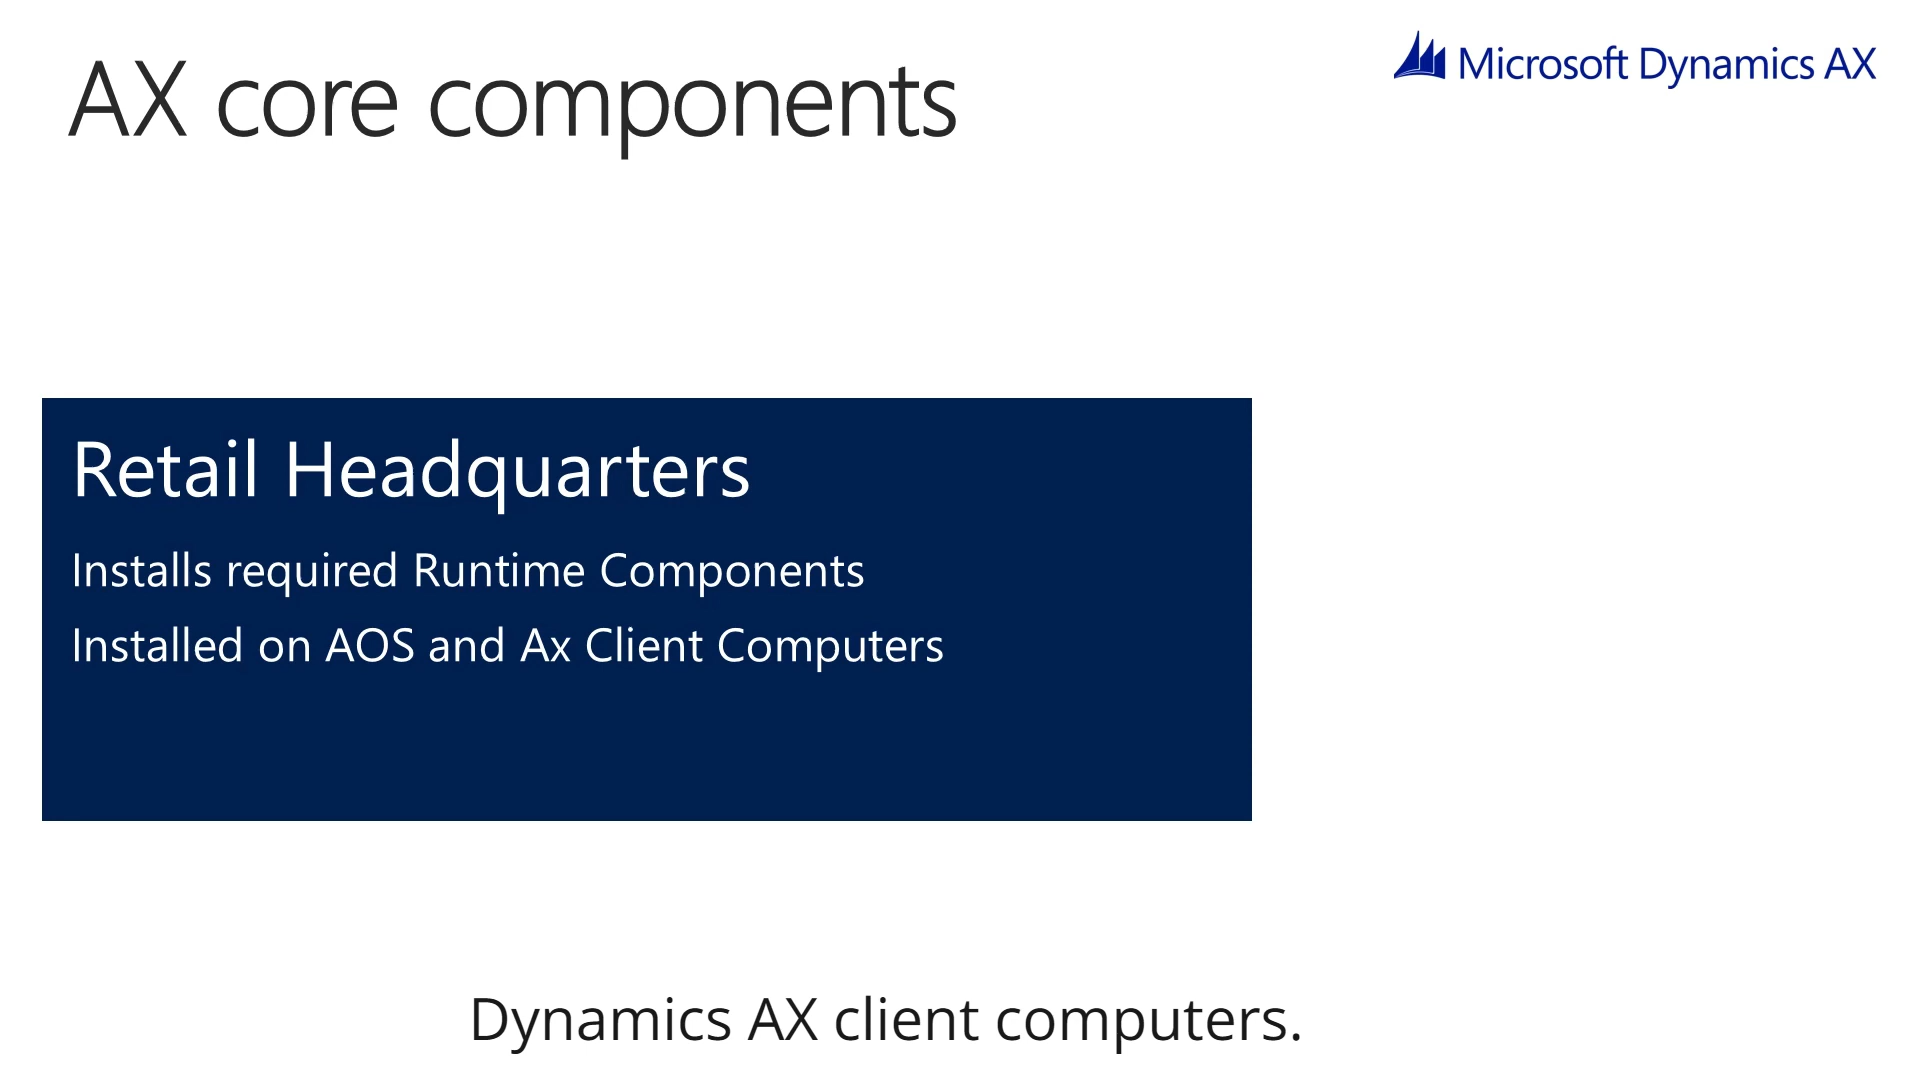 AX core components
Microsoft Dynamics AX
Retail Headquarters
Installs required Runtime Components
Installed on AOS and Ax Client Computers
Dynamics AX client computers.